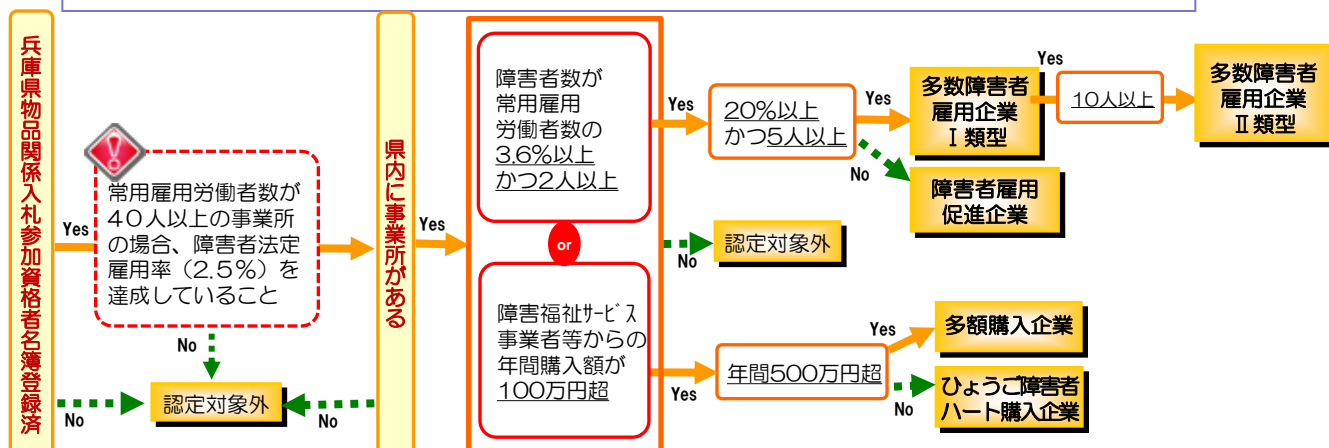 兵庫県物品関係入札参加資格者名簿登録済
Yes
常用雇用労働者数が
40人以上の事業所
の場合、障害者法定
雇用率（2.5%）を
達成していること
No
No
認定対象外
No
県内に事業所がある
Yes
障害者数が
常用雇用
労働者数の
3.6%以上
かつ2人以上
or
障害福祉ｻｰﾋﾞｽ
事業者等からの
年間購入額が
100万円超
Yes
20%以上
かつ5人以上
Yes
多数障害者
雇用企業
Ⅰ類型
Yes
10人以上
多数障害者
雇用企業
Ⅱ類型
No
障害者雇用
促進企業
No
認定対象外
Yes
年間500万円超
Yes
多額購入企業
No
ひょうご障害者
ハート購入企業